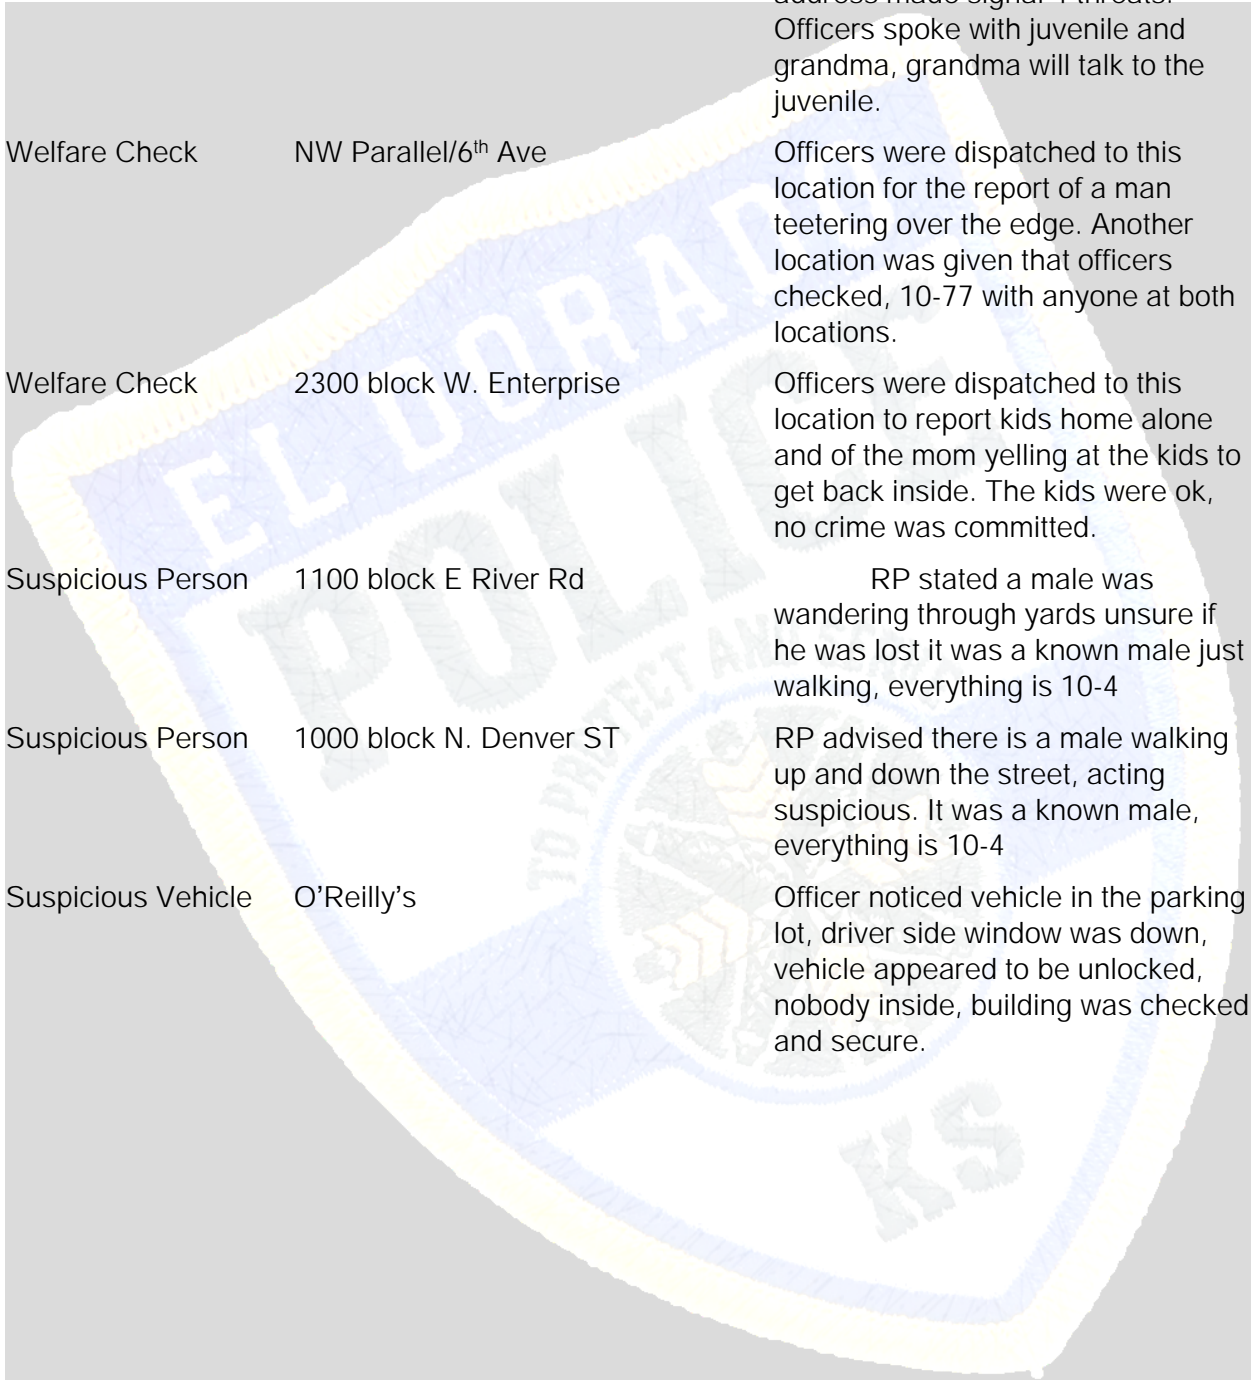 Officers spoke with juvenile and
grandma, grandma will talk to the
juvenile.
Welfare Check NW Parallel/6th Ave Officers were dispatched to this
location for the report of a man
teetering over the edge. Another
location was given that officers
checked, 10-77 with anyone at both
locations.
Welfare Check 2300 block W. Enterprise Officers were dispatched to this
location to report kids home alone
and of the mom yelling at the kids to
get back inside. The kids were ok,
no crime was committed.
Suspicious Person 1100 block E River Rd RP stated a male was
wandering through yards unsure if
he was lost it was a known male just
walking, everything is 10-4
Suspicious Person 1000 block N. Denver ST RP advised there is a male walking
up and down the street, acting
suspicious. It was a known male,
everything is 10-4
Suspicious Vehicle O'Reilly's Officer noticed vehicle in the parking
lot, driver side window was down,
vehicle appeared to be unlocked,
nobody inside, building was checked
and secure.
EL DORADO
POLICE
TO PROTECT AND
KS